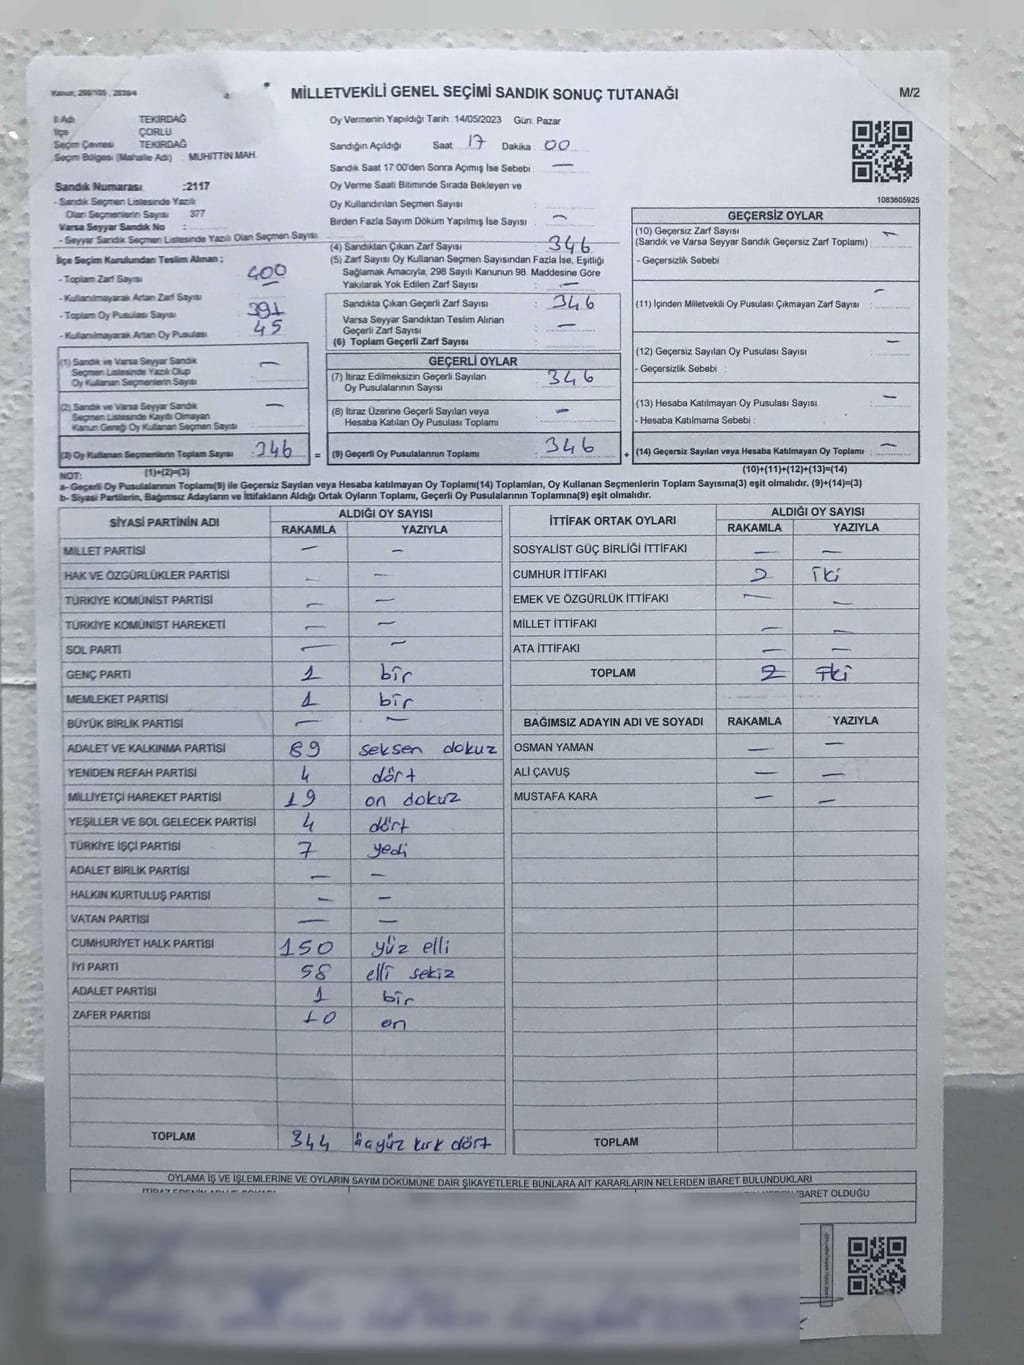 Kanun, 298/105 , 2839/4
MİLLETVEKİLİ GENEL SEÇİMİ SANDIK SONUÇ TUTANAĞI
M/2
İl Adı TEKİRDAĞ
İlçe ÇORLU
Seçim Çevresi TEKİRDAĞ
Seçim Bölgesi (Mahalle Adı) : MUHİTTİN MAH
Sandık Numarası :2117
- Sandık Seçmen Listesinde Yazılı
Olan Seçmenlerin Sayısı 377
Varsa Seyyar Sandık No :
- Seyyar Sandık Seçmen Listesinde Yazılı Olan Seçmen Sayısı:
İlçe Seçim Kurulundan Teslim Alınan ;
- Toplam Zarf Sayısı 400
- Kullanılmayarak Artan Zarf Sayısı
- Toplam Oy Pusulası Sayısı 391
- Kullanılmayarak Artan Oy Pusulası 45
(1) Sandık ve Varsa Seyyar Sandık —
Seçmen Listesinde Yazılı Olup
Oy Kullanan Seçmenlerin Sayısı
(2) Sandık ve Varsa Seyyar Sandık —
Seçmen Listesinde Kayıtlı Olmayan
Kanun Gereği Oy Kullanan Seçmen Sayısı :
(3) Oy Kullanan Seçmenlerin Toplam Sayısı : 346 =
Oy Vermenin Yapıldığı Tarih :14/05/2023 Gün: Pazar
Sandığın Açıldığı Saat 17 Dakika 00
Sandık Saat 17:00'den Sonra Açımış İse Sebebi : —
Oy Verme Saati Bitiminde Sırada Bekleyen ve
Oy Kullandırılan Seçmen Sayısı :
Birden Fazla Sayım Döküm Yapılmış İse Sayısı : —
(4) Sandıktan Çıkan Zarf Sayısı : 346
(5) Zarf Sayısı Oy Kullanan Seçmen Sayısından Fazla İse, Eşitliği
Sağlamak Amacıyla; 298 Sayılı Kanunun 98. Maddesine Göre
Yakılarak Yok Edilen Zarf Sayısı : —
Sandıkta Çıkan Geçerli Zarf Sayısı : 346
Varsa Seyyar Sandıktan Teslim Alınan
Geçerli Zarf Sayısı : —
(6) Toplam Geçerli Zarf Sayısı :
GEÇERLİ OYLAR
(7) İtiraz Edilmeksizin Geçerli Sayılan 346
Oy Pusulalarının Sayısı
(8) İtiraz Üzerine Geçerli Sayılan veya —
Hesaba Katılan Oy Pusulası Toplamı
(9) Geçerli Oy Pusulalarının Toplamı : 346 +
1083605925
GEÇERSİZ OYLAR
(10) Geçersiz Zarf Sayısı —
(Sandık ve Varsa Seyyar Sandık Geçersiz Zarf Toplamı) :
- Geçersizlik Sebebi :
(11) İçinden Milletvekili Oy Pusulası Çıkmayan Zarf Sayısı : —
(12) Geçersiz Sayılan Oy Pusulası Sayısı : —
- Geçersizlik Sebebi :
(13) Hesaba Katılmayan Oy Pusulası Sayısı : —
- Hesaba Katılmama Sebebi :
(14) Geçersiz Sayılan veya Hesaba Katılmayan Oy Toplamı : —
NOT: (1)+(2)=(3) (10)+(11)+(12)+(13)=(14)
a- Geçerli Oy Pusulalarının Toplamı(9) ile Geçersiz Sayılan veya Hesaba katılmayan Oy Toplamı(14) Toplamları, Oy Kullanan Seçmenlerin Toplam Sayısına(3) eşit olmalıdır. (9)+(14)=(3)
b- Siyasi Partilerin, Bağımsız Adayların ve İttifakların Aldığı Ortak Oyların Toplamı, Geçerli Oy Pusulalarının Toplamına(9) eşit olmalıdır.
SİYASİ PARTİNİN ADI ALDIĞI OY SAYISI
RAKAMLA YAZIYLA
MİLLET PARTİSİ — —
HAK VE ÖZGÜRLÜKLER PARTİSİ — —
TÜRKİYE KOMÜNİST PARTİSİ — —
TÜRKİYE KOMÜNİST HAREKETİ — —
SOL PARTİ — —
GENÇ PARTİ 1 bir
MEMLEKET PARTİSİ 1 bir
BÜYÜK BİRLİK PARTİSİ — —
ADALET VE KALKINMA PARTİSİ 89 seksen dokuz
YENİDEN REFAH PARTİSİ 4 dört
MİLLİYETÇİ HAREKET PARTİSİ 19 on dokuz
YEŞİLLER VE SOL GELECEK PARTİSİ 4 dört
TÜRKİYE İŞÇİ PARTİSİ 7 yedi
ADALET BİRLİK PARTİSİ — —
HALKIN KURTULUŞ PARTİSİ — —
VATAN PARTİSİ — —
CUMHURİYET HALK PARTİSİ 150 yüz elli
İYİ PARTİ 58 elli sekiz
ADALET PARTİSİ 1 bir
ZAFER PARTİSİ 10 on
TOPLAM 344 üçyüz kırk dört
İTTİFAK ORTAK OYLARI ALDIĞI OY SAYISI
RAKAMLA YAZIYLA
SOSYALİST GÜÇ BİRLİĞİ İTTİFAKI — —
CUMHUR İTTİFAKI 2 iki
EMEK VE ÖZGÜRLÜK İTTİFAKI — —
MİLLET İTTİFAKI — —
ATA İTTİFAKI — —
TOPLAM 2 iki
BAĞIMSIZ ADAYIN ADI VE SOYADI RAKAMLA YAZIYLA
OSMAN YAMAN — —
ALİ ÇAVUŞ — —
MUSTAFA KARA — —
TOPLAM
OYLAMA İŞ VE İŞLEMLERİNE VE OYLARIN SAYIM DÖKÜMÜNE DAİR ŞİKAYETLERLE BUNLARA AİT KARARLARIN NELERDEN İBARET BULUNDUKLARI
İBARET OLDUĞU